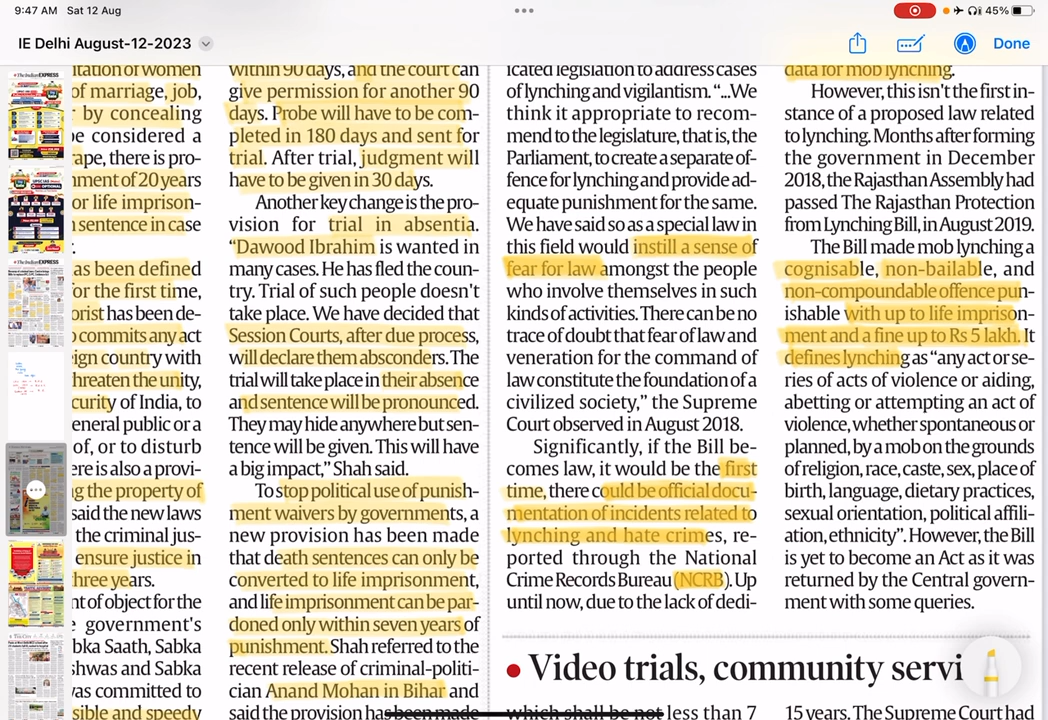 9:47 AM Sat 12 Aug
45%
IE Delhi August-12-2023
Done
The Indian EXPRESS
itation of women
of marriage, job,
by concealing
be considered a
rape, there is pro-
nment of 20 years
or life imprison-
sentence in case
as been defined
for the first time,
orist has been de-
commits any act
eign country with
threaten the unity,
curity of India, to
eneral public or a
of, or to disturb
ere is also a provi-
g the property of
said the new laws
the criminal jus-
ensure justice in
three years.
nt of object for the
government's
bka Saath, Sabka
shwas and Sabka
was committed to
sible and speedy
within 90 days, and the court can
give permission for another 90
days. Probe will have to be com-
pleted in 180 days and sent for
trial. After trial, judgment will
have to be given in 30 days.
Another key change is the pro-
vision for trial in absentia.
“Dawood Ibrahim is wanted in
many cases. He has fled the coun-
try. Trial of such people doesn't
take place. We have decided that
Session Courts, after due process,
will declare them absconders. The
trial will take place in their absence
and sentence will be pronounced.
They may hide anywhere but sen-
tence will be given. This will have
a big impact,” Shah said.
To stop political use of punish-
ment waivers by governments, a
new provision has been made
that death sentences can only be
converted to life imprisonment,
and life imprisonment can be par-
doned only within seven years of
punishment. Shah referred to the
recent release of criminal-politi-
cian Anand Mohan in Bihar and
said the provision has been made
icated legislation to address cases
of lynching and vigilantism. “...We
think it appropriate to recom-
mend to the legislature, that is, the
Parliament, to create a separate of-
fence for lynching and provide ad-
equate punishment for the same.
We have said so as a special law in
this field would instill a sense of
fear for law amongst the people
who involve themselves in such
kinds of activities. There can be no
trace of doubt that fear of law and
veneration for the command of
law constitute the foundation of a
civilized society,” the Supreme
Court observed in August 2018.
Significantly, if the Bill be-
comes law, it would be the first
time, there could be official docu-
mentation of incidents related to
lynching and hate crimes, re-
ported through the National
Crime Records Bureau (NCRB). Up
until now, due to the lack of dedi-
data for mob lynching.
However, this isn't the first in-
stance of a proposed law related
to lynching. Months after forming
the government in December
2018, the Rajasthan Assembly had
passed The Rajasthan Protection
from Lynching Bill, in August 2019.
The Bill made mob lynching a
cognisable, non-bailable, and
non-compoundable offence pun-
ishable with up to life imprison-
ment and a fine up to Rs 5 lakh. It
defines lynching as “any act or se-
ries of acts of violence or aiding,
abetting or attempting an act of
violence, whether spontaneous or
planned, by a mob on the grounds
of religion, race, caste, sex, place of
birth, language, dietary practices,
sexual orientation, political affili-
ation, ethnicity”. However, the Bill
is yet to become an Act as it was
returned by the Central govern-
ment with some queries.
Video trials, community servi
which shall be not less than 7
15 years. The Supreme Court had